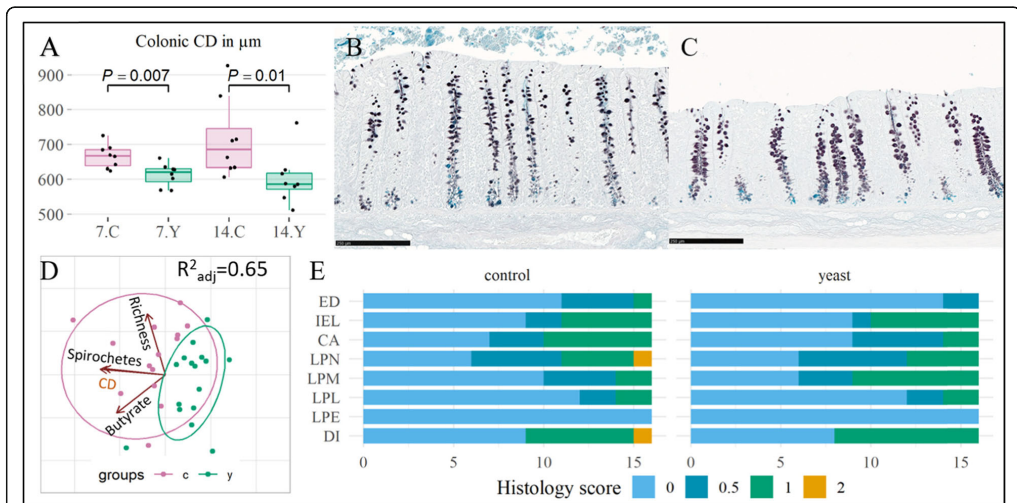 A
Colonic CD in µm
P = 0.007
P = 0.01
900
800
700
600
500
7.C
7.Y
14.C
14.Y
B
C
D
R²adj=0.65
Richness
Spirochetes
CD
Butyrate
groups c y
E
control
yeast
ED
IEL
CA
LPN
LPM
LPL
LPE
DI
0 5 10 15
0 5 10 15
Histology score 0 0.5 1 2